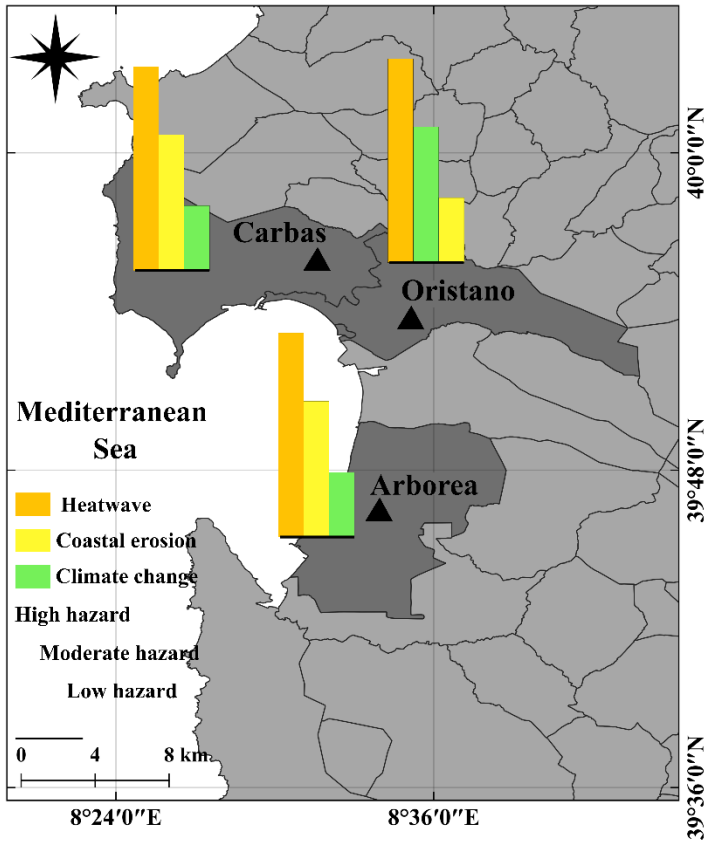 40°0′0″N
Carbas
Oristano
Mediterranean
Sea
39°48′0″N
Arborea
Heatwave
Coastal erosion
Climate change
High hazard
Moderate hazard
Low hazard
0 4 8 km
39°36′0″N
8°24′0″E 8°36′0″E